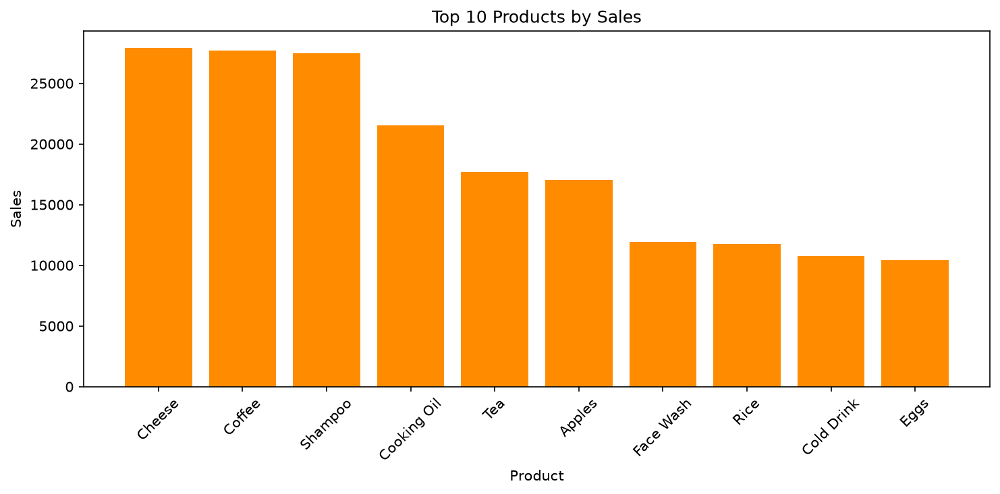 Top 10 Products by Sales
Sales
25000
20000
15000
10000
5000
0
Cheese
Coffee
Shampoo
Cooking Oil
Tea
Apples
Face Wash
Rice
Cold Drink
Eggs
Product